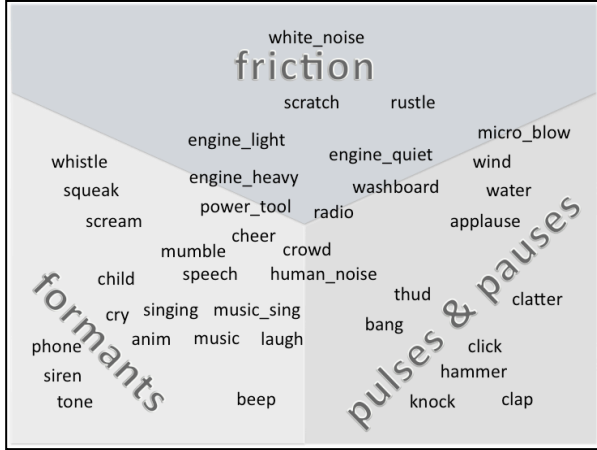 white_noise
friction
scratch
rustle
micro_blow
engine_light
engine_quiet
wind
whistle
engine_heavy
washboard
water
squeak
power_tool
radio
applause
scream
cheer
crowd
mumble
speech
human_noise
child
thud
clatter
cry
singing
music_sing
bang
anim
music
laugh
phone
click
siren
hammer
tone
beep
knock
clap
formants
pulses & pauses